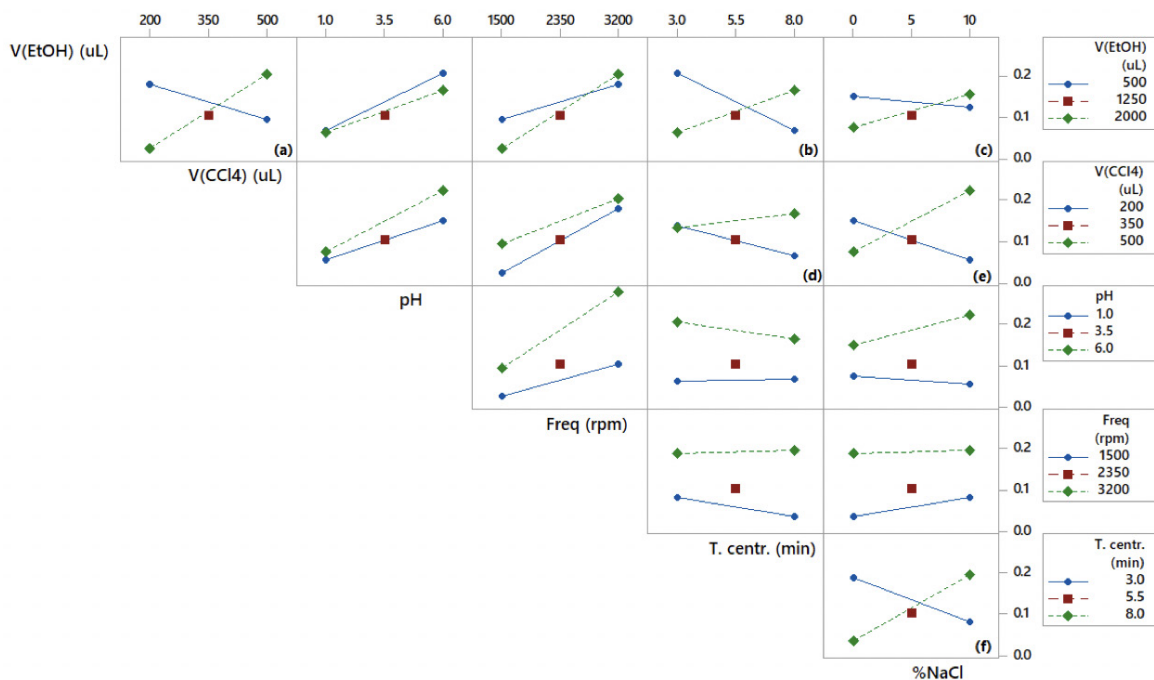 200 350 500 1.0 3.5 6.0 1500 2350 3200 3.0 5.5 8.0 0 5 10
V(EtOH) (uL)
V(EtOH)
(uL)
500
1250
2000
0.2
0.1
0.0
(a)
(b)
(c)
V(CCl4) (uL)
V(CCl4)
(uL)
200
350
500
0.2
0.1
0.0
(d)
(e)
pH
pH
1.0
3.5
6.0
0.2
0.1
0.0
Freq (rpm)
Freq
(rpm)
1500
2350
3200
0.2
0.1
0.0
T. centr. (min)
T. centr.
(min)
3.0
5.5
8.0
0.2
0.1
0.0
(f)
%NaCl